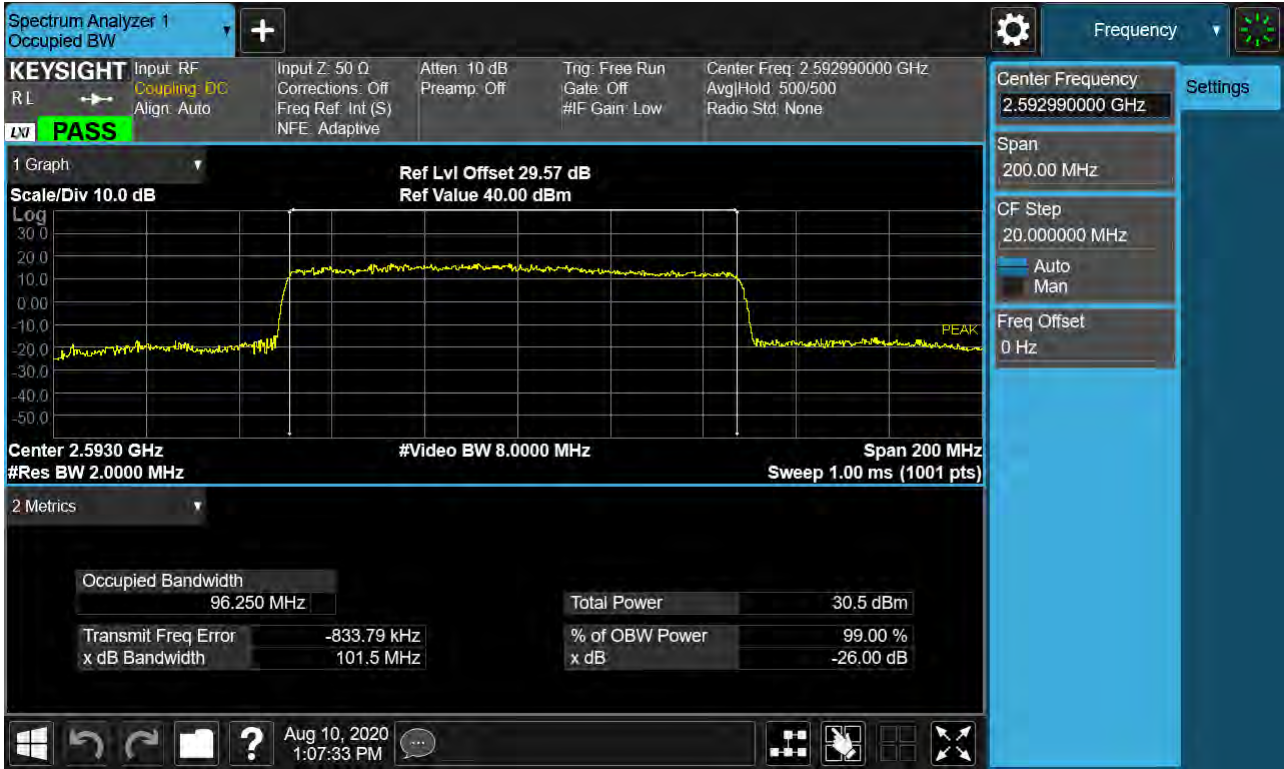 Spectrum Analyzer 1
Occupied BW
Frequency
KEYSIGHT
R L
LXI
PASS
Input: RF
Coupling: DC
Align: Auto
Input Z: 50 Ω
Corrections: Off
Freq Ref: Int (S)
NFE: Adaptive
Atten: 10 dB
Preamp: Off
Trig: Free Run
Gate: Off
#IF Gain: Low
Center Freq: 2.592990000 GHz
Avg|Hold: 500/500
Radio Std: None
Center Frequency
2.592990000 GHz
Settings
Span
200.00 MHz
CF Step
20.000000 MHz
Auto
Man
Freq Offset
0 Hz
1 Graph
Scale/Div 10.0 dB
Ref Lvl Offset 29.57 dB
Ref Value 40.00 dBm
Log
30.0
20.0
10.0
0.00
-10.0
-20.0
-30.0
-40.0
-50.0
PEAK
Center 2.5930 GHz
#Video BW 8.0000 MHz
Span 200 MHz
#Res BW 2.0000 MHz
Sweep 1.00 ms (1001 pts)
2 Metrics
Occupied Bandwidth
96.250 MHz
Total Power 30.5 dBm
Transmit Freq Error -833.79 kHz
% of OBW Power 99.00 %
x dB Bandwidth 101.5 MHz
x dB -26.00 dB
Aug 10, 2020
1:07:33 PM